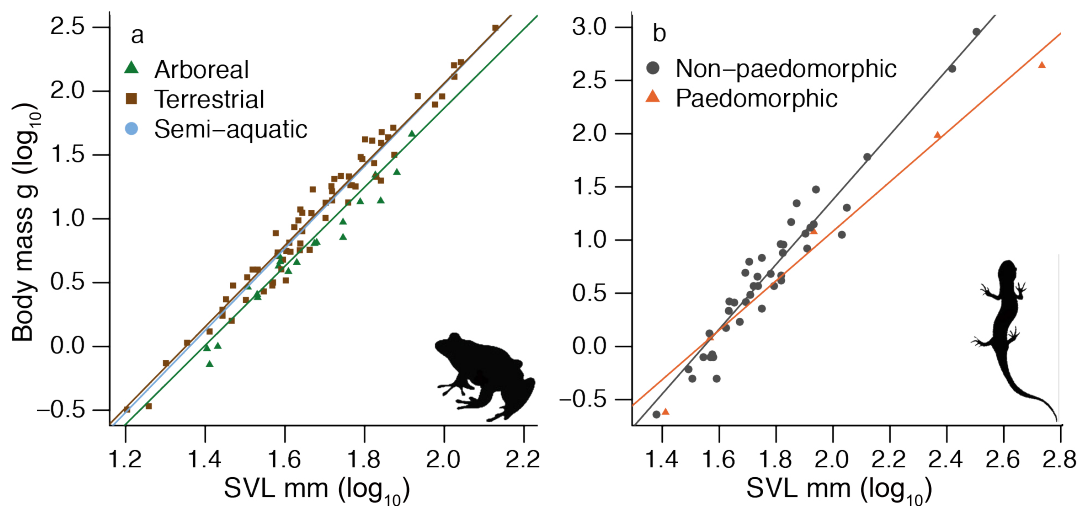 a
Arboreal
Terrestrial
Semi–aquatic
2.5
2.0
1.5
1.0
0.5
0.0
–0.5
Body mass g (log10)
1.2
1.4
1.6
1.8
2.0
2.2
SVL mm (log10)
b
Non–paedomorphic
Paedomorphic
3.0
2.5
2.0
1.5
1.0
0.5
0.0
–0.5
1.4
1.6
1.8
2.0
2.2
2.4
2.6
2.8
SVL mm (log10)